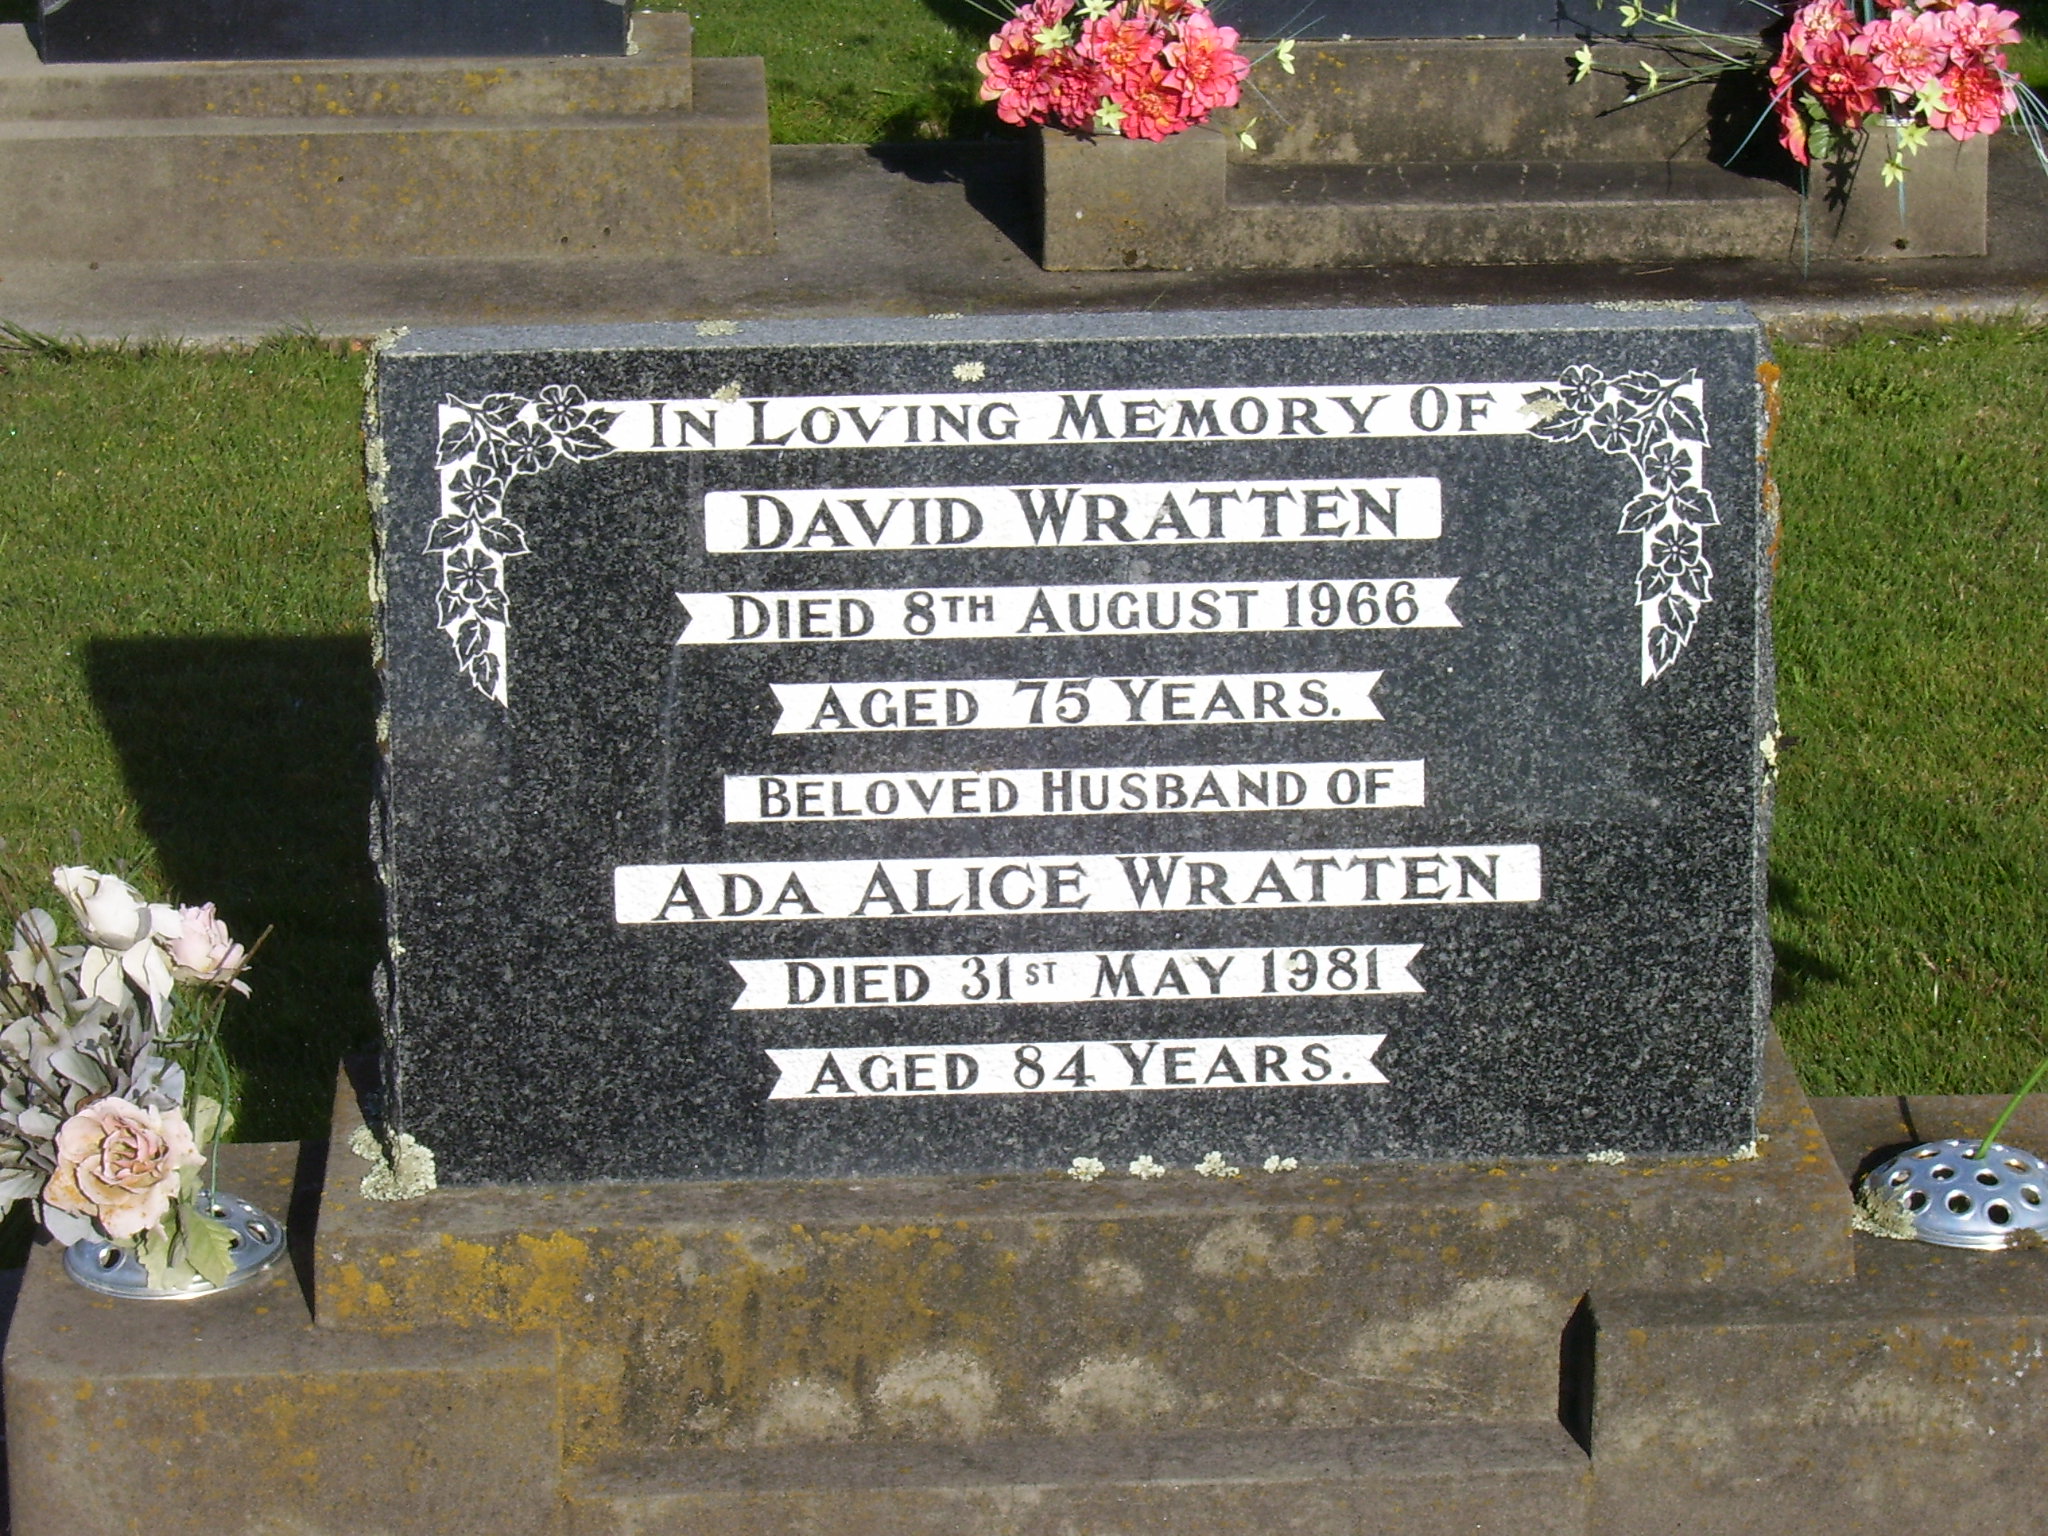 IN LOVING MEMORY OF
DAVID WRATTEN
DIED 8TH AUGUST 1966
AGED 75 YEARS.
BELOVED HUSBAND OF
ADA ALICE WRATTEN
DIED 31ST MAY 1981
AGED 84 YEARS.